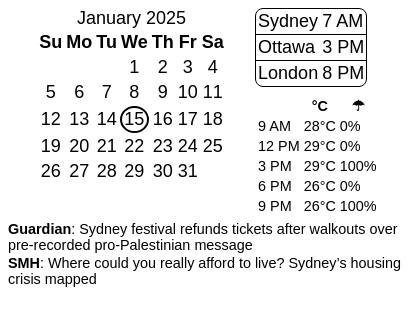 January 2025
Su Mo Tu We Th Fr Sa
1 2 3 4
5 6 7 8 9 10 11
12 13 14 15 16 17 18
19 20 21 22 23 24 25
26 27 28 29 30 31
Sydney 7 AM
Ottawa 3 PM
London 8 PM
°C ☂
9 AM 28°C 0%
12 PM 29°C 0%
3 PM 29°C 100%
6 PM 26°C 0%
9 PM 26°C 100%
Guardian: Sydney festival refunds tickets after walkouts over
pre-recorded pro-Palestinian message
SMH: Where could you really afford to live? Sydney’s housing
crisis mapped